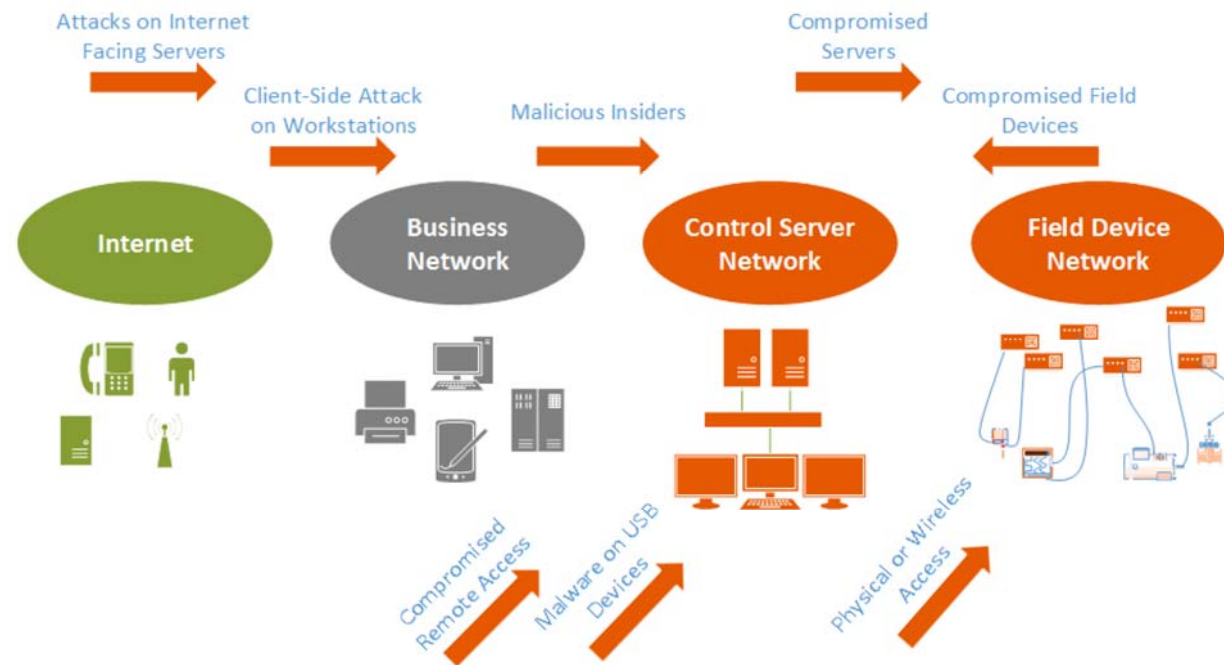 Attacks on Internet
Facing Servers
Client-Side Attack
on Workstations
Malicious Insiders
Compromised
Servers
Compromised Field
Devices
Internet
Business
Network
Control Server
Network
Field Device
Network
Compromised
Remote Access
Malware on USB
Devices
Physical or Wireless
Access